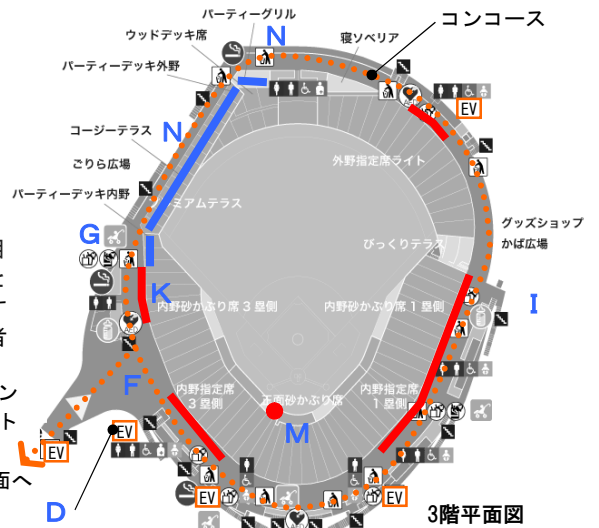 パーティーグリル
コンコース
ウッドデッキ席
N
寝ソベリア
パーティーデッキ外野
EV
コージーテラス
N
外野指定席ライト
ごりら広場
パーティーデッキ内野
ミアムテラス
グッズショップ
かば広場
G
びっくりテラス
目
K
I
内野砂かぶり席 3 塁側
内野砂かぶり席 1 塁側
者
F
内野指定席
3 塁側
内野指定席
1 塁側
正面砂かぶり席
ン
ト
M
EV
EV
面へ
EV
EV
D
3階平面図